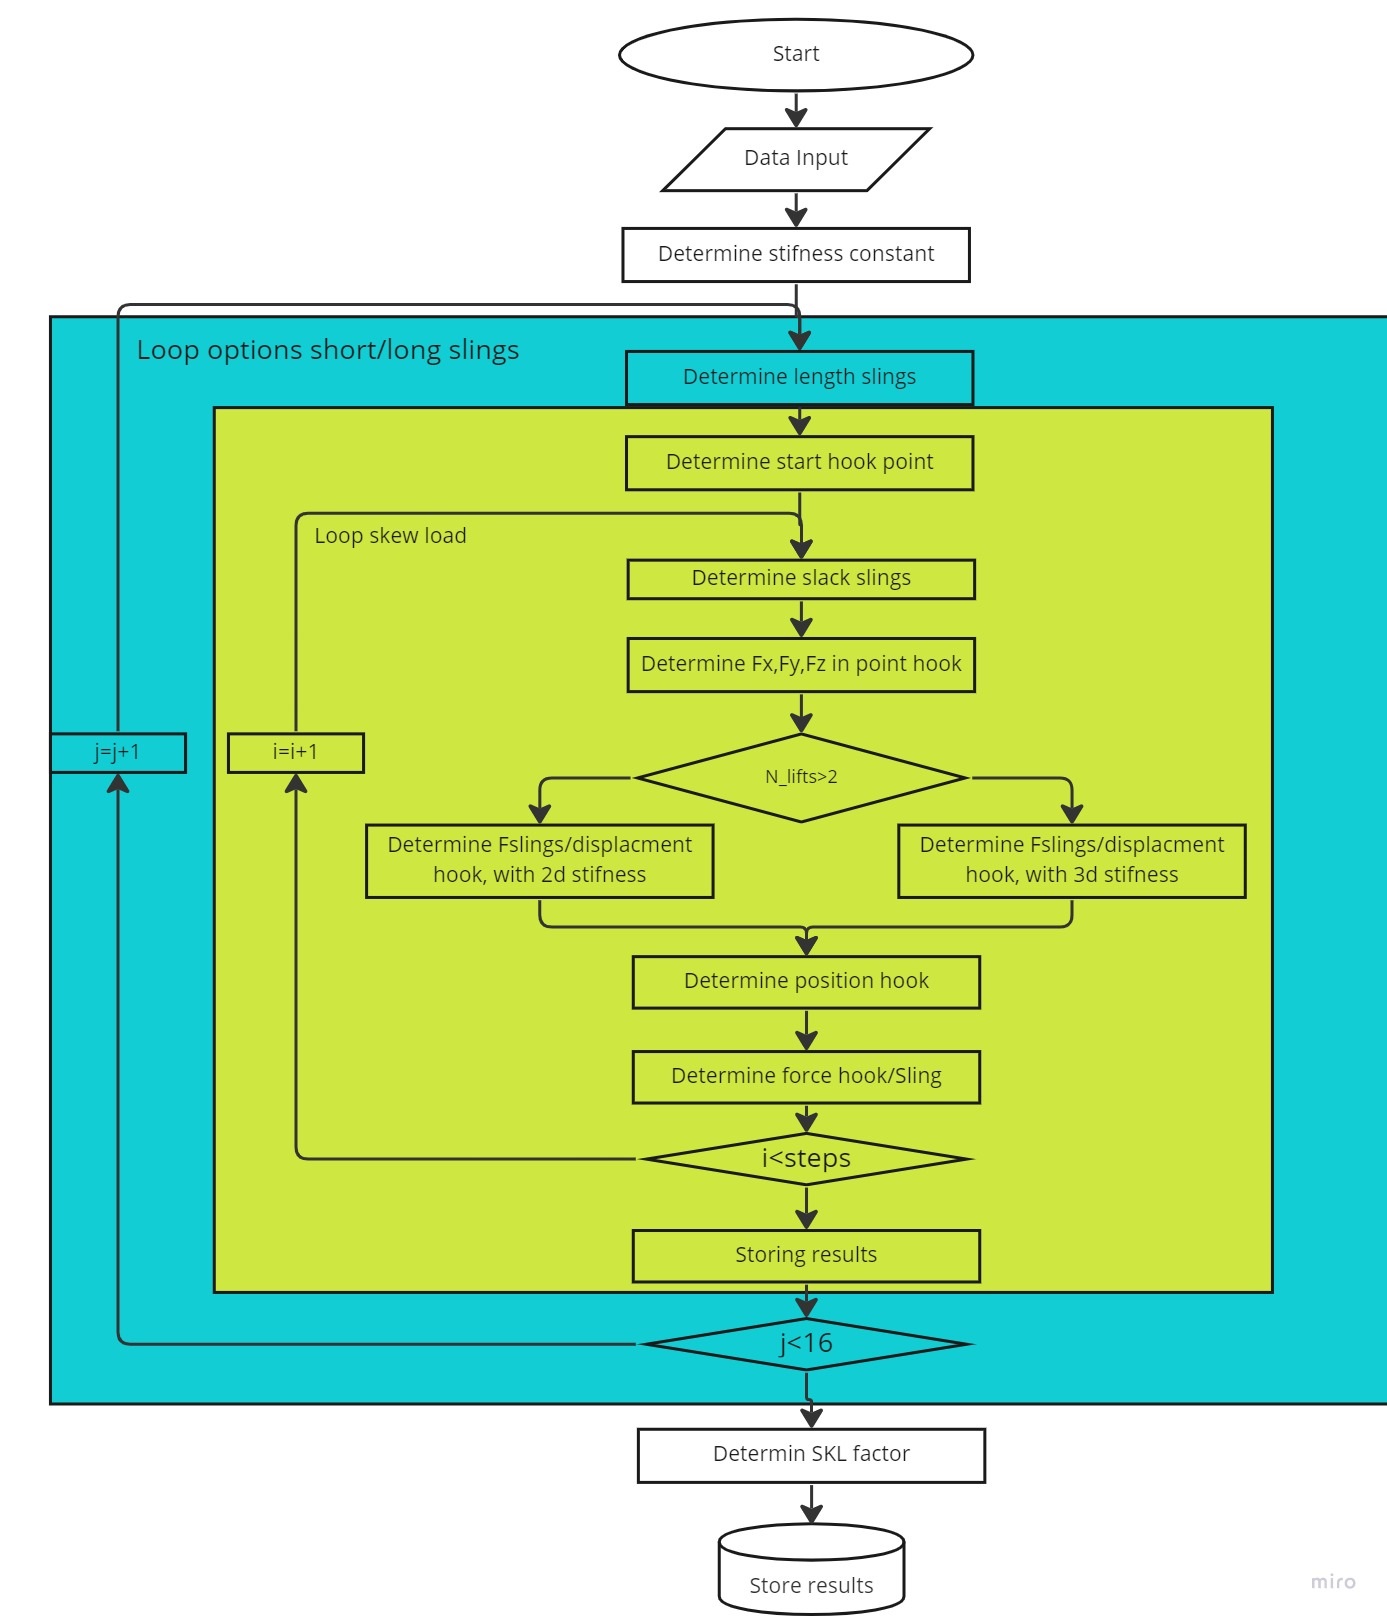 Start
Data Input
Determine stifness constant
Loop options short/long slings
Determine length slings
Determine start hook point
Loop skew load
Determine slack slings
Determine Fx,Fy,Fz in point hook
j=j+1
i=i+1
N_lifts>2
Determine Fslings/displacment
hook, with 2d stifness
Determine Fslings/displacment
hook, with 3d stifness
Determine position hook
Determine force hook/Sling
i<steps
Storing results
j<16
Determin SKL factor
Store results
miro